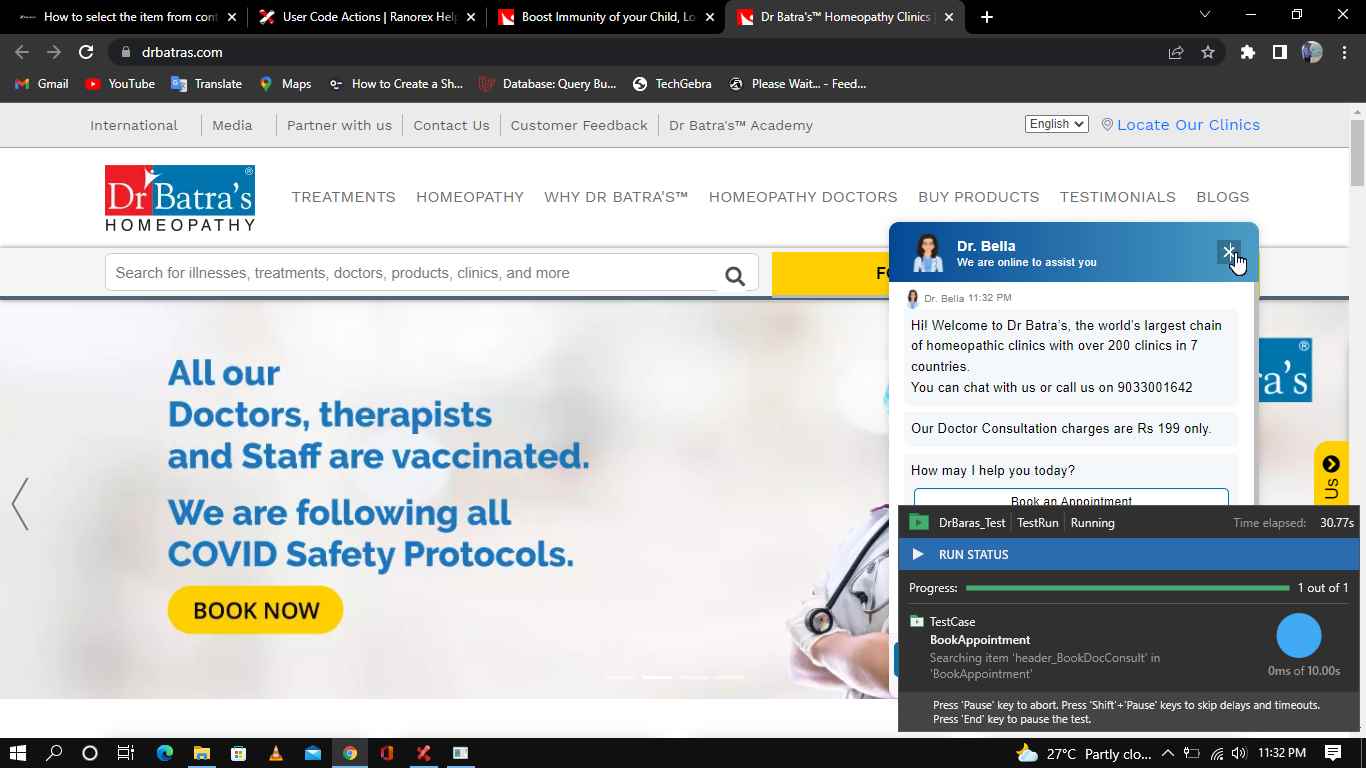 How to select the item from cont
User Code Actions | Ranorex Help
Boost Immunity of your Child, Lo
Dr Batra's™ Homeopathy Clinics |
drbatras.com
Gmail
YouTube
Translate
Maps
How to Create a Sh...
Database: Query Bu...
TechGebra
Please Wait... - Feed...
International
Media
Partner with us
Contact Us
Customer Feedback
Dr Batra's™ Academy
English
Locate Our Clinics
Dr Batra's®
HOMEOPATHY
TREATMENTS
HOMEOPATHY
WHY DR BATRA'S™
HOMEOPATHY DOCTORS
BUY PRODUCTS
TESTIMONIALS
BLOGS
Search for illnesses, treatments, doctors, products, clinics, and more
All our
Doctors, therapists
and Staff are vaccinated.
We are following all
COVID Safety Protocols.
BOOK NOW
ra's®
Us
Dr. Bella
We are online to assist you
Dr. Bella 11:32 PM
Hi! Welcome to Dr Batra's, the world's largest chain
of homeopathic clinics with over 200 clinics in 7
countries.
You can chat with us or call us on 9033001642
Our Doctor Consultation charges are Rs 199 only.
How may I help you today?
Book an Appointment
DrBaras_Test
TestRun
Running
Time elapsed: 30.77s
RUN STATUS
Progress:
1 out of 1
TestCase
BookAppointment
Searching item 'header_BookDocConsult' in
'BookAppointment'
0ms of 10.00s
Press 'Pause' key to abort. Press 'Shift'+'Pause' keys to skip delays and timeouts.
Press 'End' key to pause the test.
27°C Partly clo...
11:32 PM